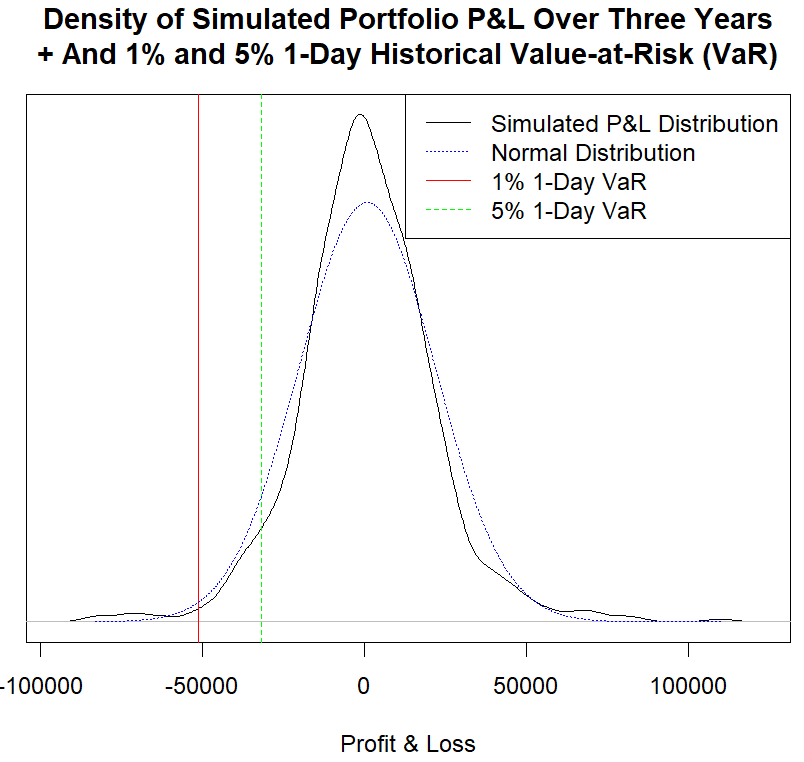 Density of Simulated Portfolio P&L Over Three Years
+ And 1% and 5% 1-Day Historical Value-at-Risk (VaR)
Simulated P&L Distribution
Normal Distribution
1% 1-Day VaR
5% 1-Day VaR
-100000 -50000 0 50000 100000
Profit & Loss